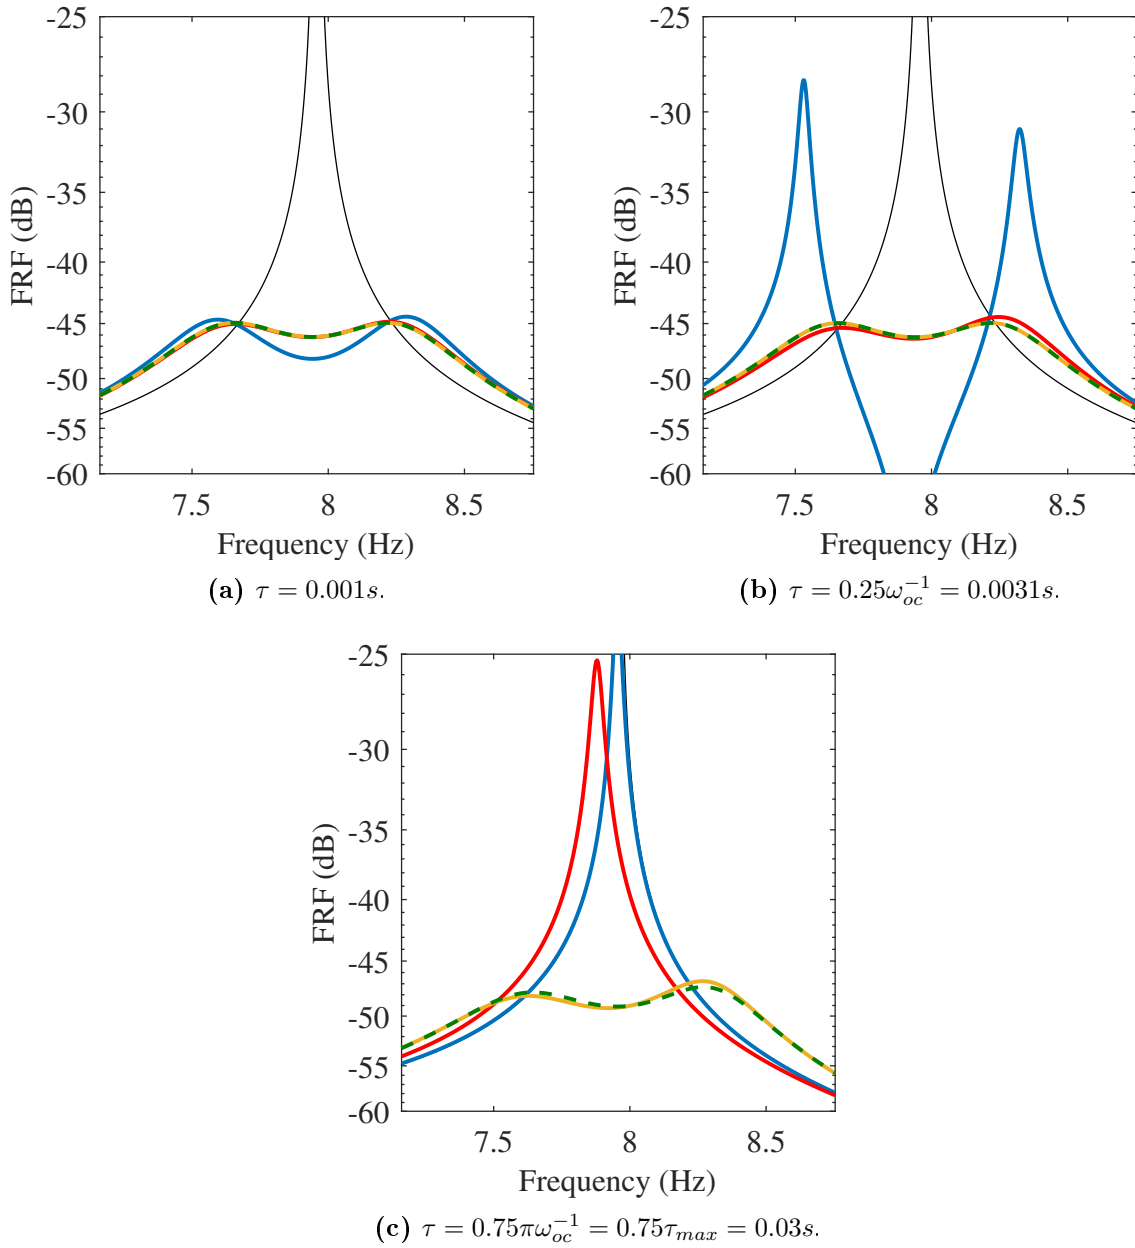 -25
-30
-35
-40
-45
-50
-55
-60
FRF (dB)
7.5 8 8.5
Frequency (Hz)
(a) τ = 0.001s.
-25
-30
-35
-40
-45
-50
-55
-60
FRF (dB)
7.5 8 8.5
Frequency (Hz)
(b) τ = 0.25ω_{oc}^{-1} = 0.0031s.
-25
-30
-35
-40
-45
-50
-55
-60
FRF (dB)
7.5 8 8.5
Frequency (Hz)
(c) τ = 0.75πω_{oc}^{-1} = 0.75τ_{max} = 0.03s.